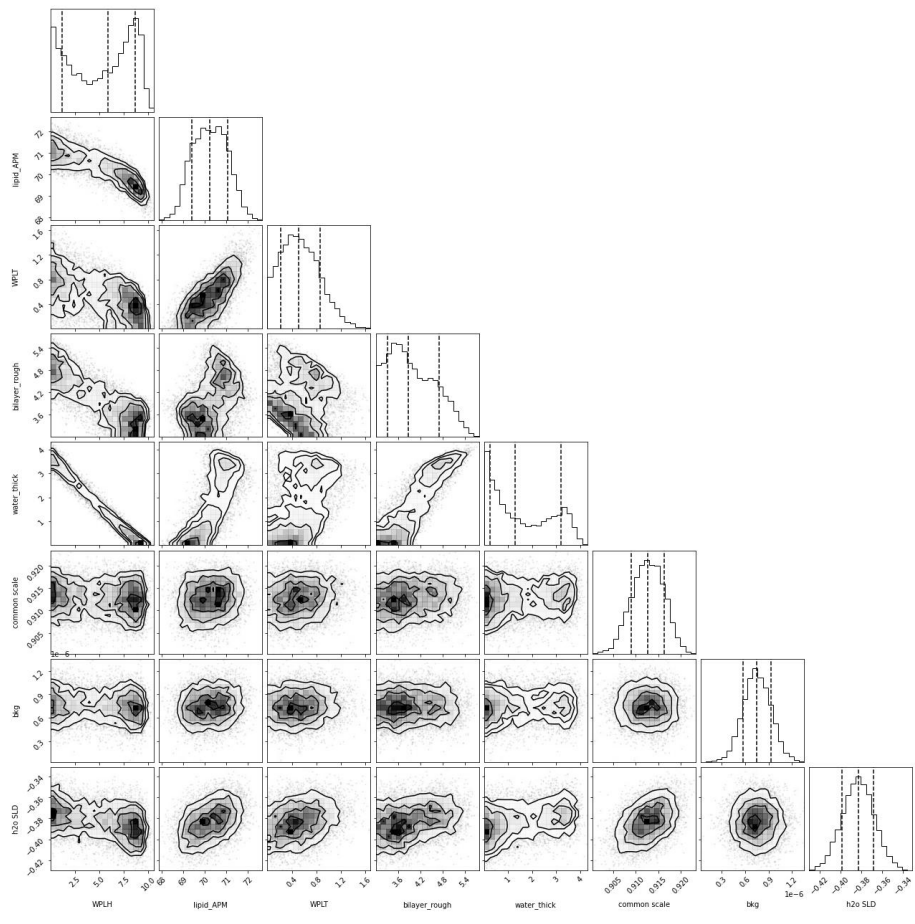 72
71
70
69
68
lipid_APM
1.6
1.2
0.8
0.4
WPLT
5.4
4.8
4.2
3.6
bilayer_rough
4
3
2
1
water_thick
0.920
0.915
0.910
0.905
common scale
1e−6
1.2
0.9
0.6
0.3
bkg
−0.34
−0.36
−0.38
−0.40
−0.42
h2o SLD
2.5 5.0 7.5 10.0 68 69 70 71 72 0.4 0.8 1.2 1.6 3.6 4.2 4.8 5.4 1 2 3 4 0.905 0.910 0.915 0.920 0.3 0.6 0.9 1.2 −0.42 −0.40 −0.38 −0.36 −0.34
1e−6
WPLH lipid_APM WPLT bilayer_rough water_thick common scale bkg h2o SLD